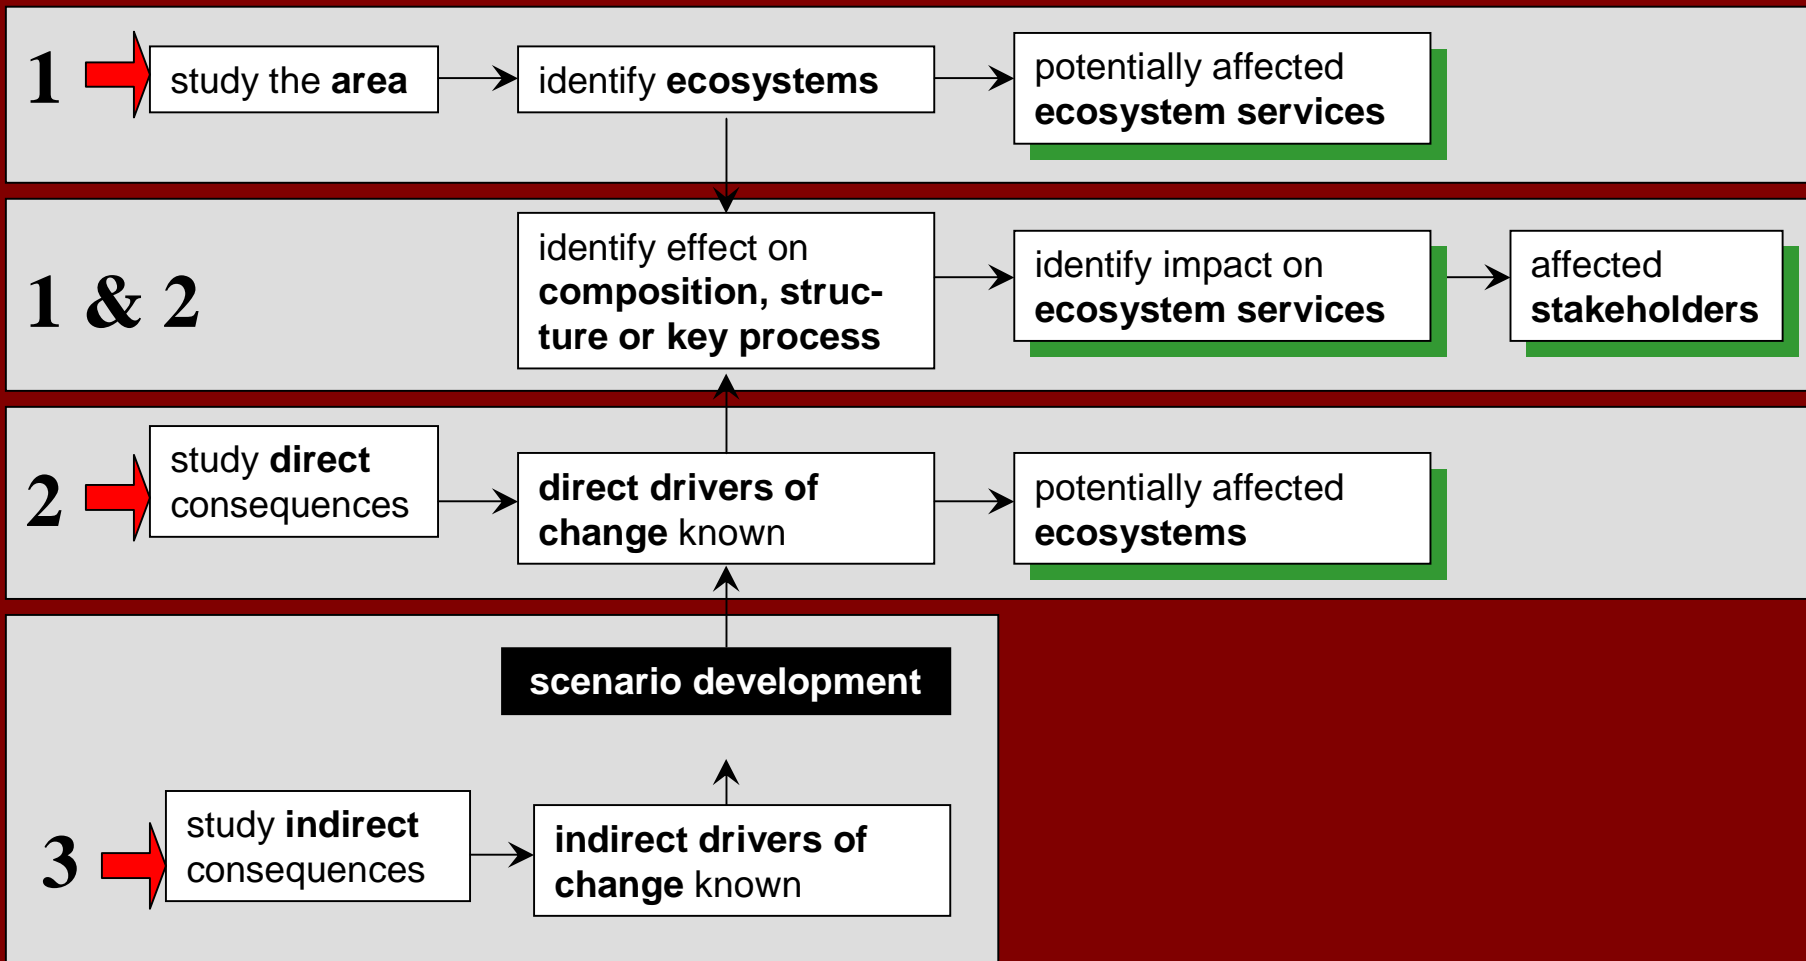 1
study the area
identify ecosystems
potentially affected
ecosystem services
1 & 2
identify effect on
composition, struc-
ture or key process
identify impact on
ecosystem services
affected
stakeholders
2
study direct
consequences
direct drivers of
change known
potentially affected
ecosystems
scenario development
3
study indirect
consequences
indirect drivers of
change known